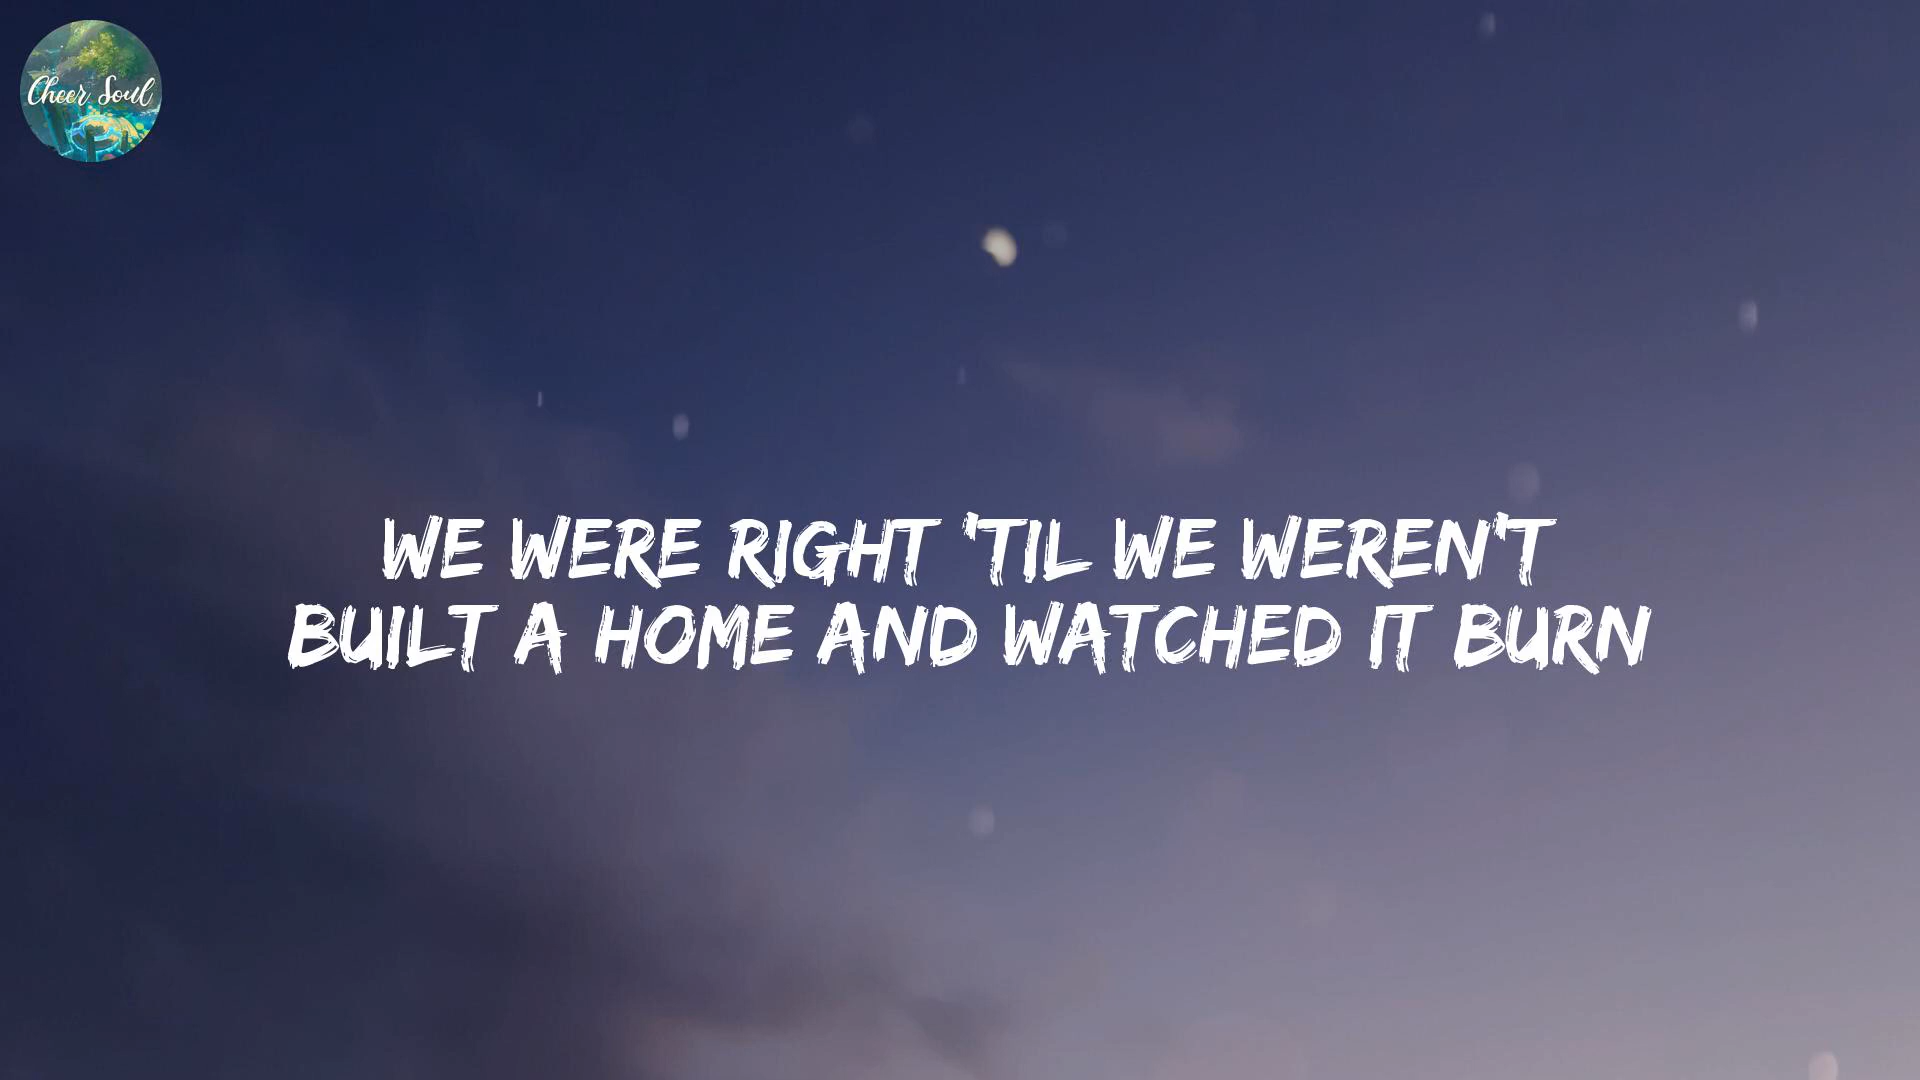 Cheer Soul
WE WERE RIGHT 'TIL WE WEREN'T
BUILT A HOME AND WATCHED IT BURN